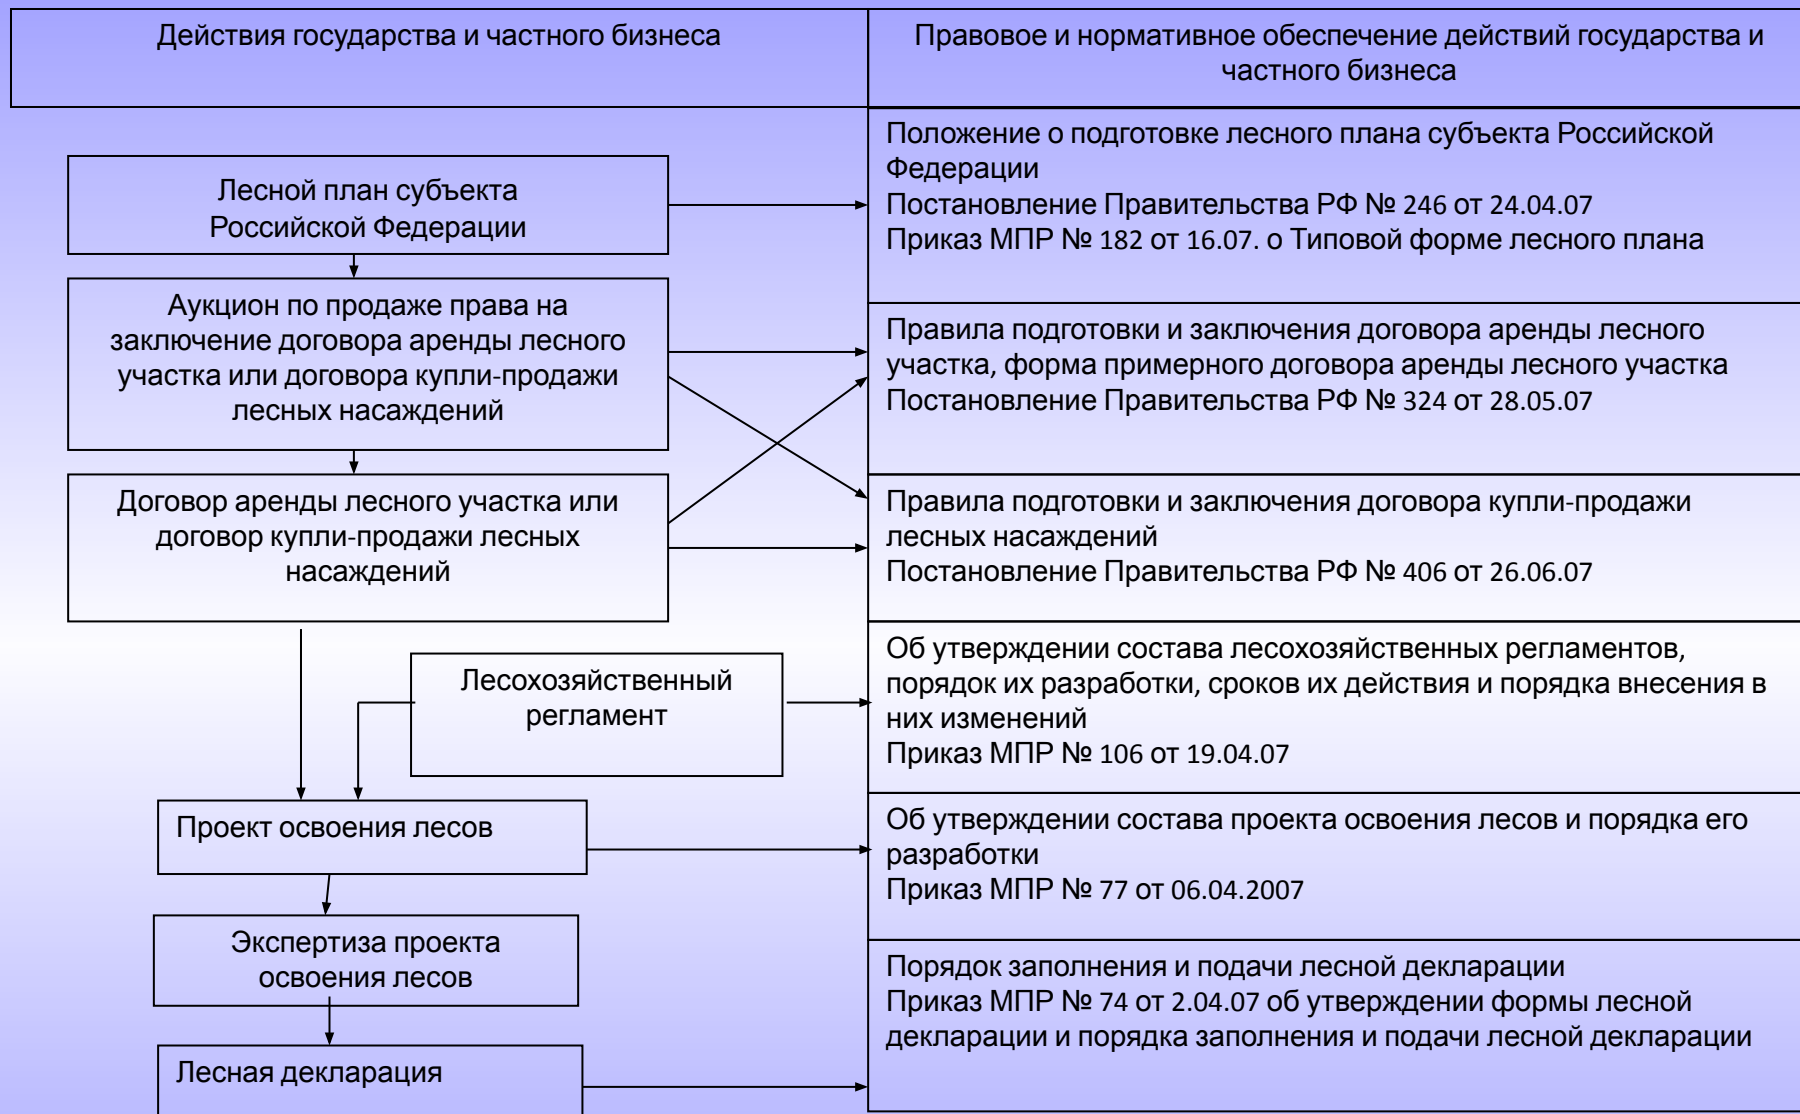 Действия государства и частного бизнеса
Правовое и нормативное обеспечение действий государства и
частного бизнеса
Лесной план субъекта
Российской Федерации
Положение о подготовке лесного плана субъекта Российской
Федерации
Постановление Правительства РФ № 246 от 24.04.07
Приказ МПР № 182 от 16.07. о Типовой форме лесного плана
Аукцион по продаже права на
заключение договора аренды лесного
участка или договора купли-продажи
лесных насаждений
Правила подготовки и заключения договора аренды лесного
участка, форма примерного договора аренды лесного участка
Постановление Правительства РФ № 324 от 28.05.07
Договор аренды лесного участка или
договор купли-продажи лесных
насаждений
Правила подготовки и заключения договора купли-продажи
лесных насаждений
Постановление Правительства РФ № 406 от 26.06.07
Лесохозяйственный
регламент
Об утверждении состава лесохозяйственных регламентов,
порядок их разработки, сроков их действия и порядка внесения в
них изменений
Приказ МПР № 106 от 19.04.07
Проект освоения лесов
Об утверждении состава проекта освоения лесов и порядка его
разработки
Приказ МПР № 77 от 06.04.2007
Экспертиза проекта
освоения лесов
Порядок заполнения и подачи лесной декларации
Приказ МПР № 74 от 2.04.07 об утверждении формы лесной
декларации и порядка заполнения и подачи лесной декларации
Лесная декларация